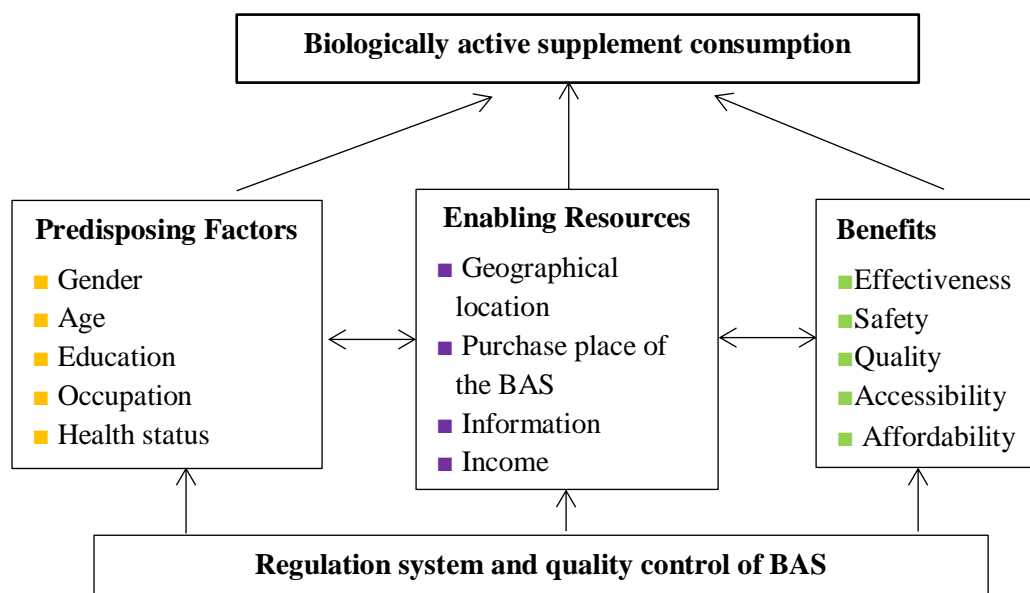 Biologically active supplement consumption
Predisposing Factors
Gender
Age
Education
Occupation
Health status
Enabling Resources
Geographical
location
Purchase place of
the BAS
Information
Income
Benefits
Effectiveness
Safety
Quality
Accessibility
Affordability
Regulation system and quality control of BAS